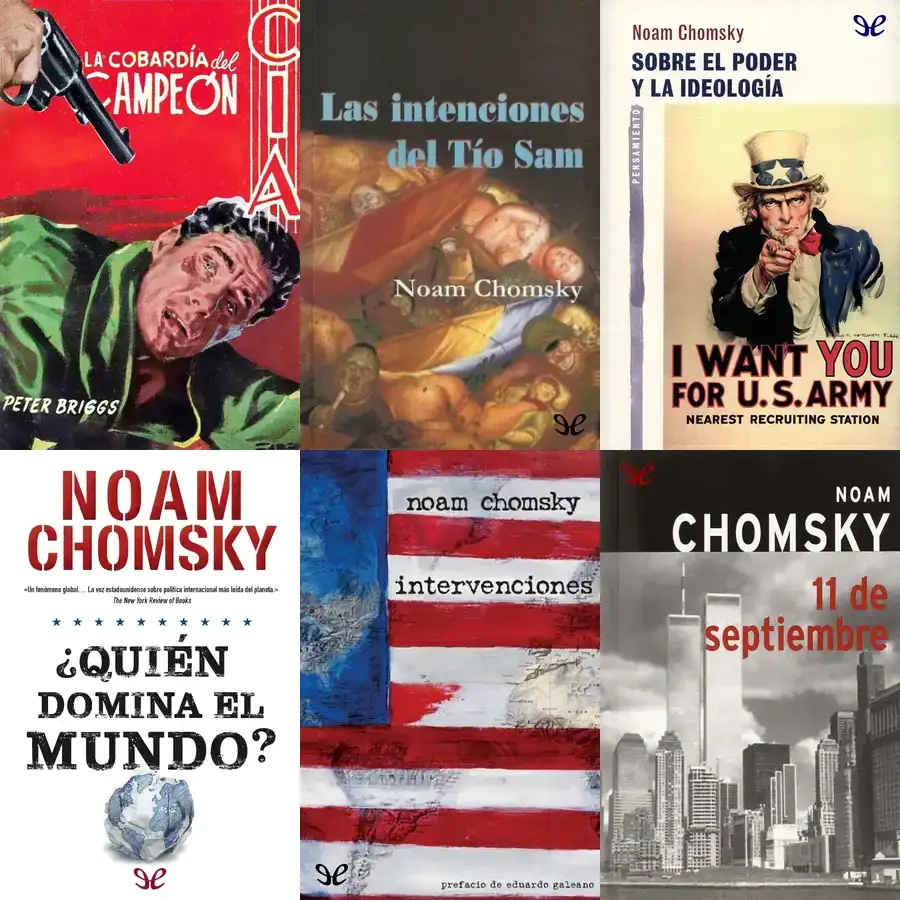 LA COBARDÍA del
CAMPEÓN
CIA
PETER BRIGGS
Las intenciones
del Tío Sam
Noam Chomsky
Noam Chomsky
SOBRE EL PODER
Y LA IDEOLOGÍA
PENSAMIENTO
I WANT YOU
FOR U.S. ARMY
NEAREST RECRUITING STATION
NOAM
CHOMSKY
«Un fenómeno global.... La voz estadounidense sobre política internacional más leída del planeta.»
The New York Review of Books
¿QUIÉN
DOMINA EL
MUNDO?
noam chomsky
intervenciones
prefacio de eduardo galeano
NOAM
CHOMSKY
11 de
septiembre